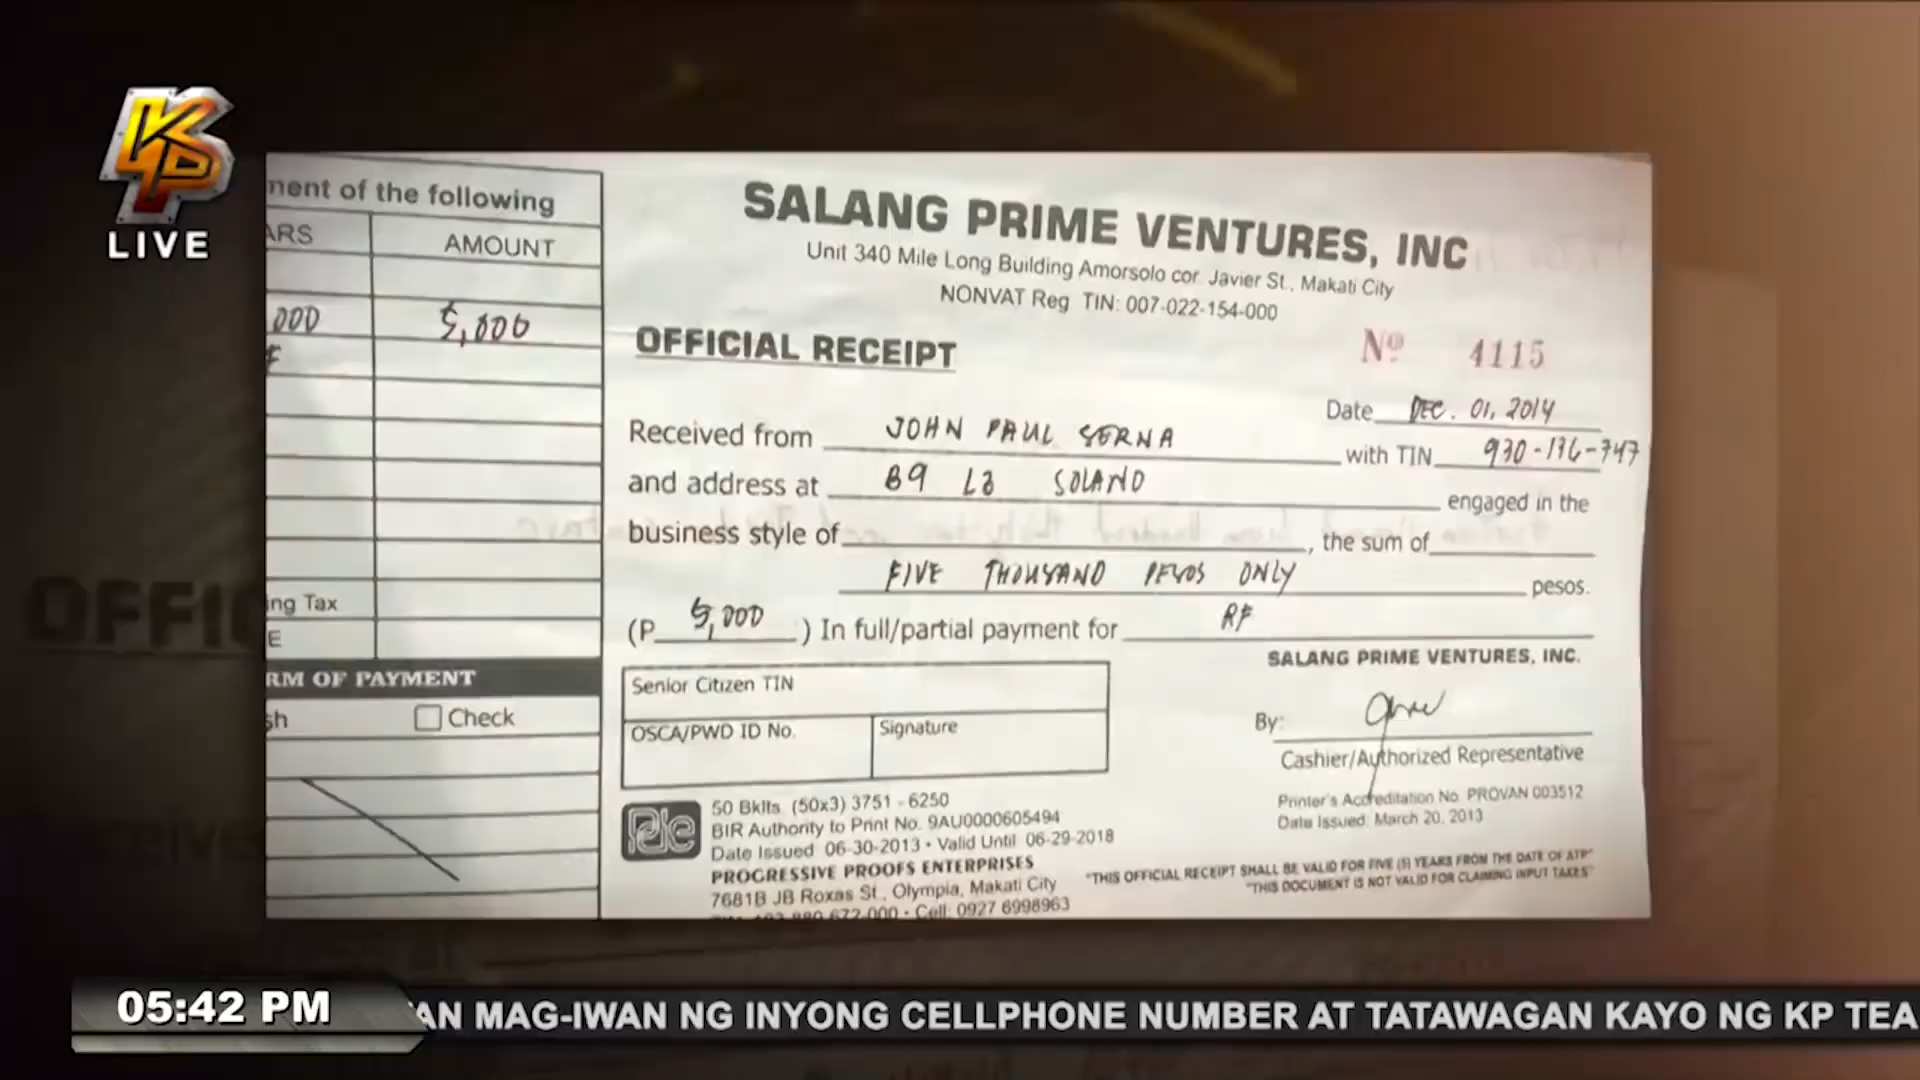 KP
LIVE
ment of the following
ARS AMOUNT
000 5,000
ing Tax
E
RM OF PAYMENT
sh Check
SALANG PRIME VENTURES, INC
Unit 340 Mile Long Building Amorsolo cor. Javier St., Makati City
NONVAT Reg TIN: 007-022-154-000
OFFICIAL RECEIPT
Nº 4115
Date DEC. 01, 2014
Received from JOHN PAUL SERNA with TIN 930-136-747
and address at B9 L3 SOLANO engaged in the
business style of , the sum of
FIVE THOUSAND PESOS ONLY pesos.
(P 5,000 ) In full/partial payment for RF
Senior Citizen TIN
OSCA/PWD ID No. Signature
SALANG PRIME VENTURES, INC.
By:
Cashier/Authorized Representative
Printer's Accreditation No. PROVAN 003512
Date Issued: March 20, 2013
50 Bklts (50x3) 3751 - 6250
BIR Authority to Print No. 9AU0000605494
Date Issued 06-30-2013 • Valid Until 06-29-2018
PROGRESSIVE PROOFS ENTERPRISES
7681B JB Roxas St., Olympia, Makati City
672-000 • Cell: 0927 6998963
"THIS OFFICIAL RECEIPT SHALL BE VALID FOR FIVE (5) YEARS FROM THE DATE OF ATP"
"THIS DOCUMENT IS NOT VALID FOR CLAIMING INPUT TAXES"
05:42 PM
AN MAG-IWAN NG INYONG CELLPHONE NUMBER AT TATAWAGAN KAYO NG KP TEA